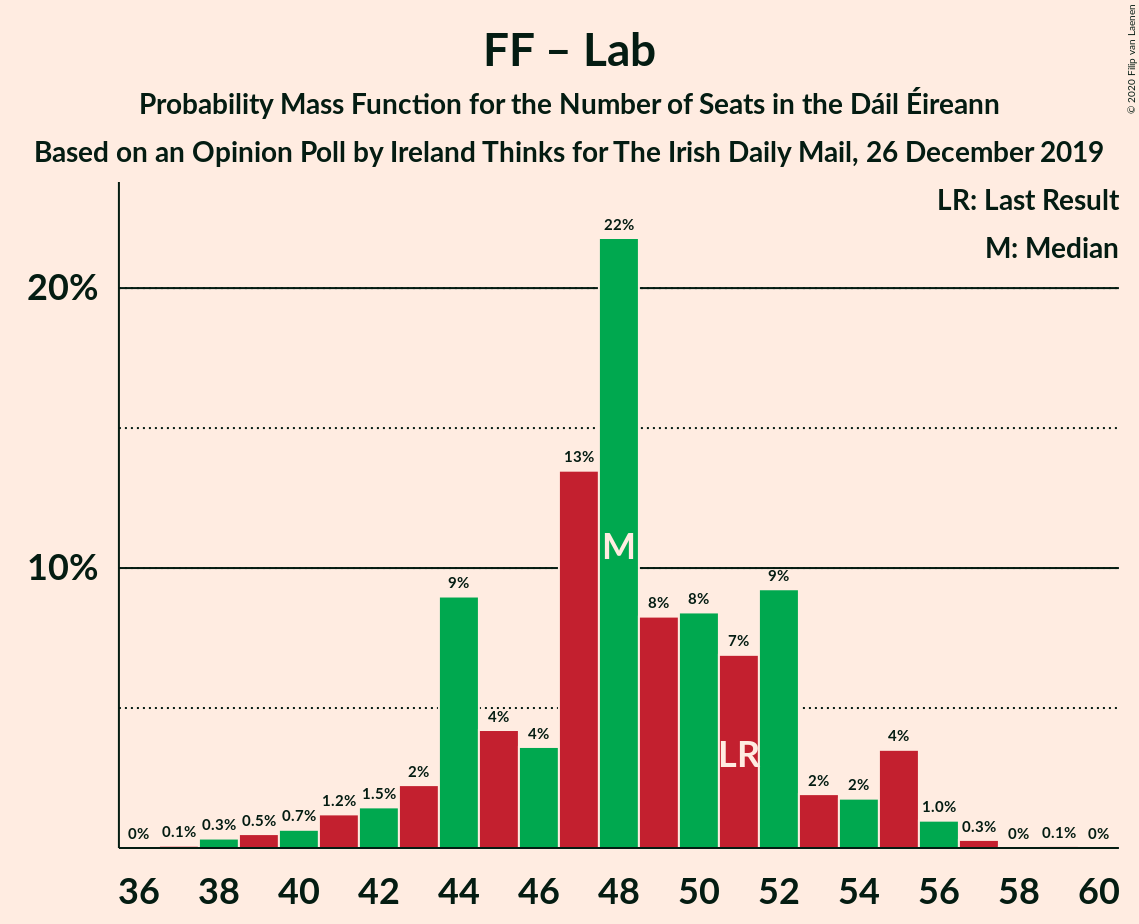 FF – Lab
Probability Mass Function for the Number of Seats in the Dáil Éireann
Based on an Opinion Poll by Ireland Thinks for The Irish Daily Mail, 26 December 2019
© 2020 Filip van Laenen
LR: Last Result
M: Median
20%
10%
0% 0.1% 0.3% 0.5% 0.7% 1.2% 1.5% 2% 9% 4% 4% 13% 22% 8% 8% 7% 9% 2% 2% 4% 1.0% 0.3% 0% 0.1% 0%
M
LR
36 38 40 42 44 46 48 50 52 54 56 58 60